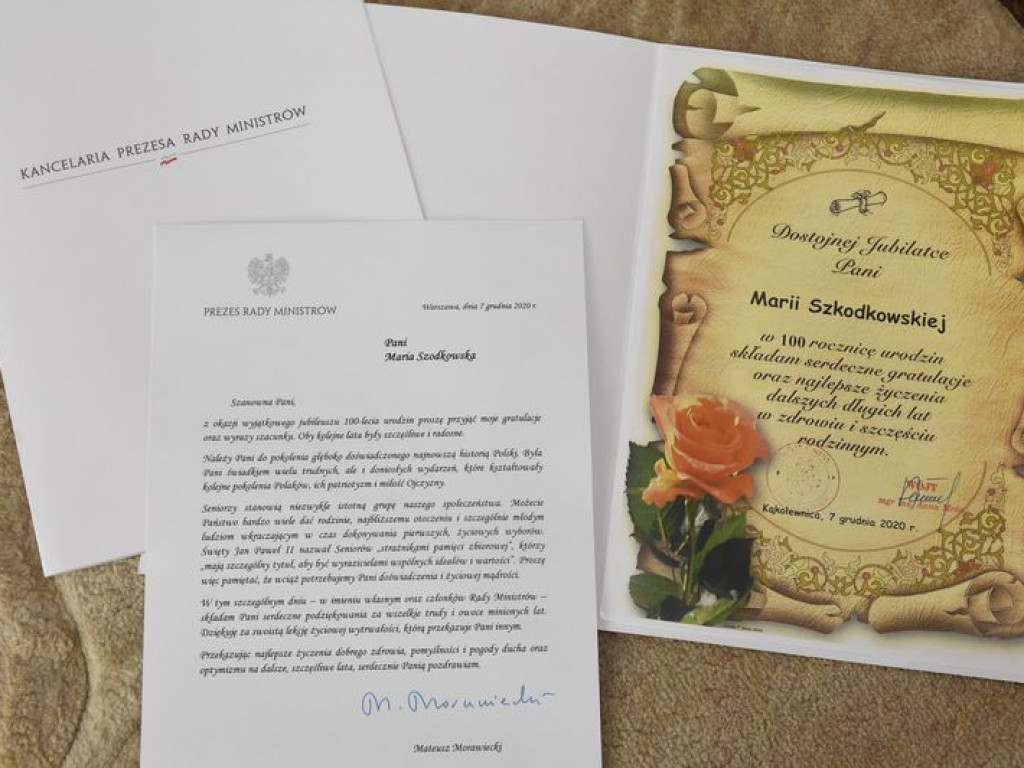 KANCELARIA PREZESA RADY MINISTRÓW
PREZES RADY MINISTRÓW
Warszawa, dnia 7 grudnia 2020 r.
Pani
Maria Szodkowska
Szanowna Pani,
z okazji wyjątkowego jubileuszu 100-lecia urodzin proszę przyjąć moje gratulacje
oraz wyrazy szacunku. Oby kolejne lata były szczęśliwe i radosne.
Należy Pani do pokolenia głęboko doświadczonego najnowszą historią Polski. Była
Pani świadkiem wielu trudnych, ale i doniosłych wydarzeń, które kształtowały
kolejne pokolenia Polaków, ich patriotyzm i miłość Ojczyzny.
Seniorzy stanowią niezwykle istotną grupę naszego społeczeństwa. Możecie
Państwo bardzo wiele dać rodzinie, najbliższemu otoczeniu i szczególnie młodym
ludziom wkraczającym w czas dokonywania pierwszych, życiowych wyborów.
Święty Jan Paweł II nazwał Seniorów „strażnikami pamięci zbiorowej”, którzy
„mają szczególny tytuł, aby być wyrazicielami wspólnych ideałów i wartości”. Proszę
więc pamiętać, że wciąż potrzebujemy Pani doświadczenia i życiowej mądrości.
W tym szczególnym dniu – w imieniu własnym oraz członków Rady Ministrów –
składam Pani serdeczne podziękowania za wszelkie trudy i owoce minionych lat.
Dziękuję za swoistą lekcję życiowej wytrwałości, którą przekazuje Pani innym.
Przekazując najlepsze życzenia dobrego zdrowia, pomyślności i pogody ducha oraz
optymizmu na dalsze, szczęśliwe lata, serdecznie Panią pozdrawiam.
M. Morawiecki
Mateusz Morawiecki
Dostojnej Jubilatce
Pani
Marii Szkodkowskiej
w 100 rocznicę urodzin
składam serdeczne gratulacje
oraz najlepsze życzenia
dalszych długich lat
w zdrowiu i szczęściu
rodzinnym.
WÓJT
mgr inż. Anna
Kąkolewnica, 7 grudnia 2020 r.